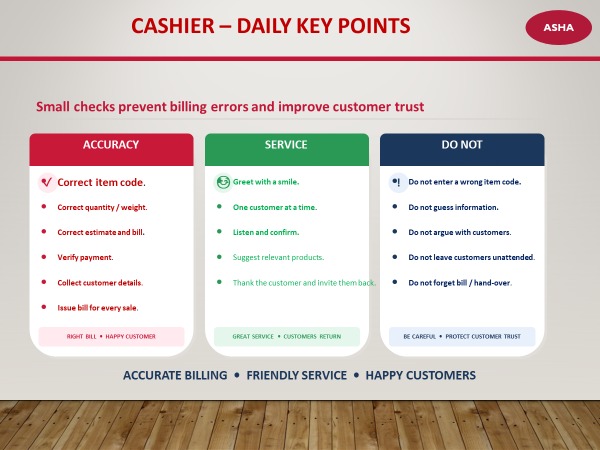 CASHIER – DAILY KEY POINTS
ASHA
Small checks prevent billing errors and improve customer trust
ACCURACY
Correct item code.
Correct quantity / weight.
Correct estimate and bill.
Verify payment.
Collect customer details.
Issue bill for every sale.
RIGHT BILL • HAPPY CUSTOMER
SERVICE
Greet with a smile.
One customer at a time.
Listen and confirm.
Suggest relevant products.
Thank the customer and invite them back.
GREAT SERVICE • CUSTOMERS RETURN
DO NOT
Do not enter a wrong item code.
Do not guess information.
Do not argue with customers.
Do not leave customers unattended.
Do not forget bill / hand-over.
BE CAREFUL • PROTECT CUSTOMER TRUST
ACCURATE BILLING • FRIENDLY SERVICE • HAPPY CUSTOMERS